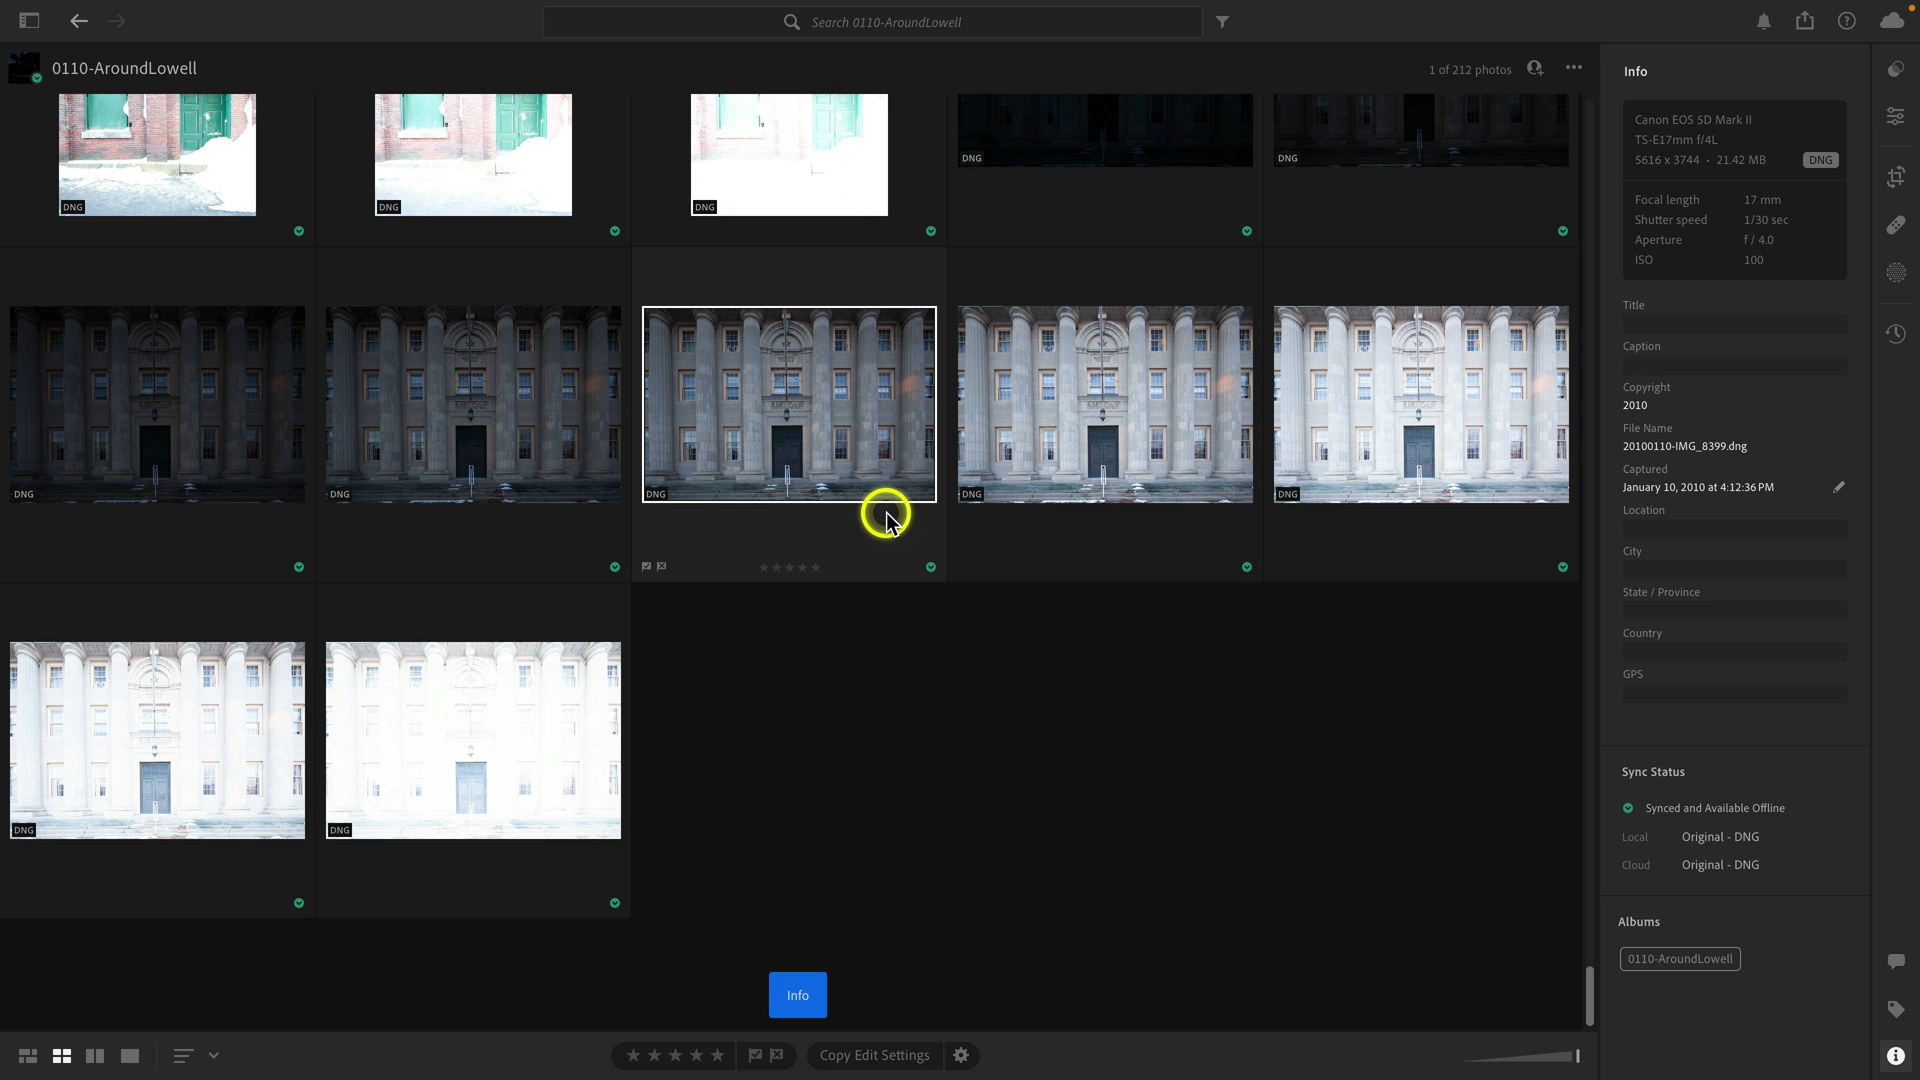 Search 0110-AroundLowell
0110-AroundLowell
1 of 212 photos
DNG
DNG
DNG
DNG
DNG
DNG
DNG
DNG
DNG
DNG
DNG
DNG
Info
Copy Edit Settings
Info
Canon EOS 5D Mark II
TS-E17mm f/4L
5616 x 3744 • 21.42 MB DNG
Focal length 17 mm
Shutter speed 1/30 sec
Aperture f / 4.0
ISO 100
Title
Caption
Copyright
2010
File Name
20100110-IMG_8399.dng
Captured
January 10, 2010 at 4:12:36 PM
Location
City
State / Province
Country
GPS
Sync Status
Synced and Available Offline
Local Original - DNG
Cloud Original - DNG
Albums
0110-AroundLowell